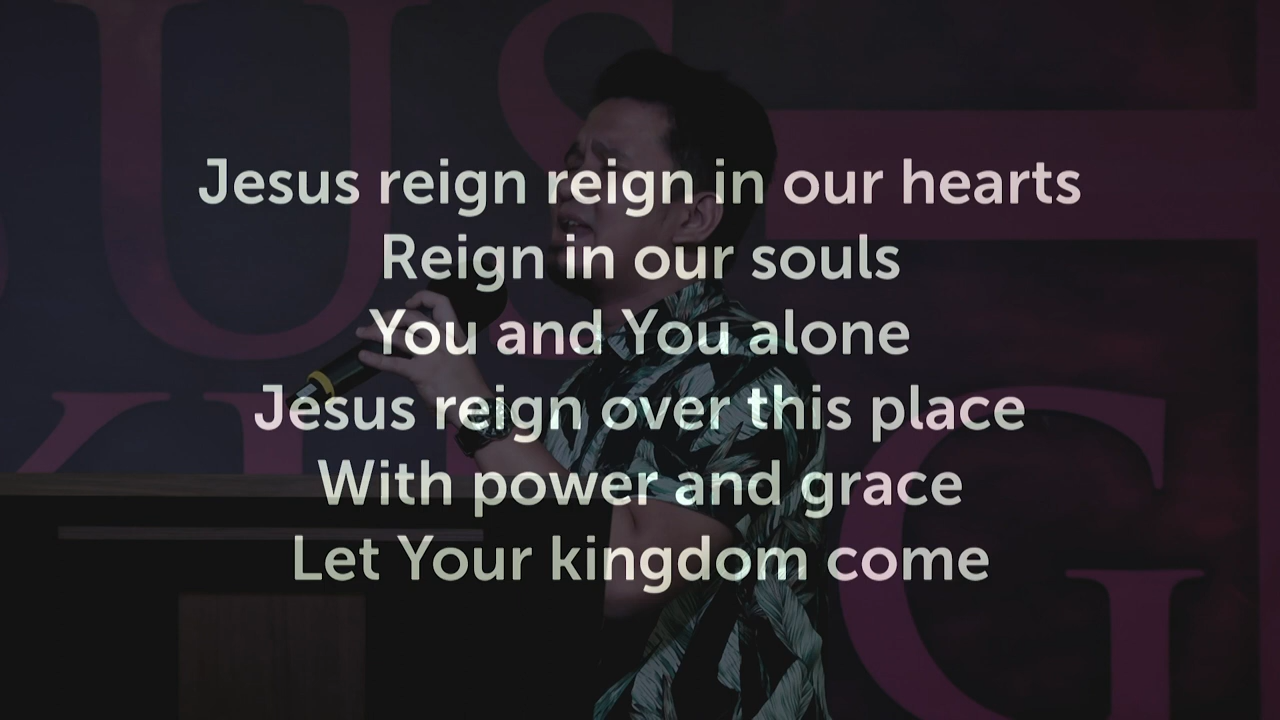 US
Jesus reign reign in our hearts
Reign in our souls
You and You alone
Jesus reign over this place
With power and grace
Let Your kingdom come
G